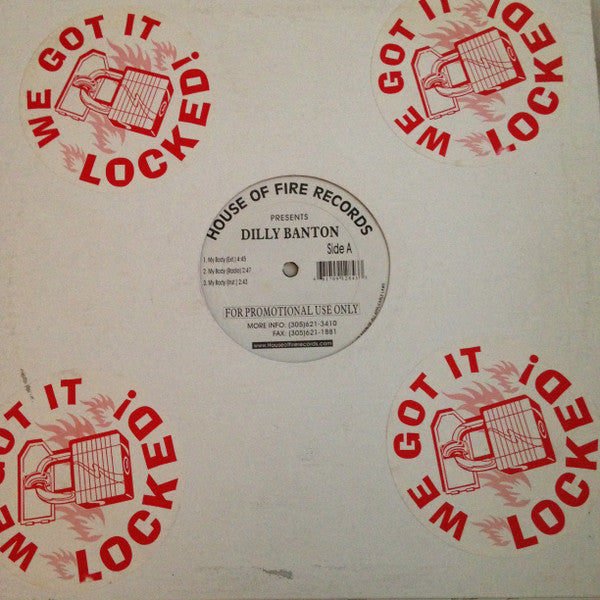 WE GOT IT
LOCKED!
WE GOT IT
LOCKED!
HOUSE OF FIRE RECORDS
PRESENTS
DILLY BANTON
Side A
1. My Body (Ext.) 4:45
2. My Body (Radio) 2:47
3. My Body (Inst.) 2:43
FOR PROMOTIONAL USE ONLY
MORE INFO: (305)621-3410
FAX: (305)621-1881
www.HouseofFirerecords.com
WE GOT IT
LOCKED!
WE GOT IT
LOCKED!